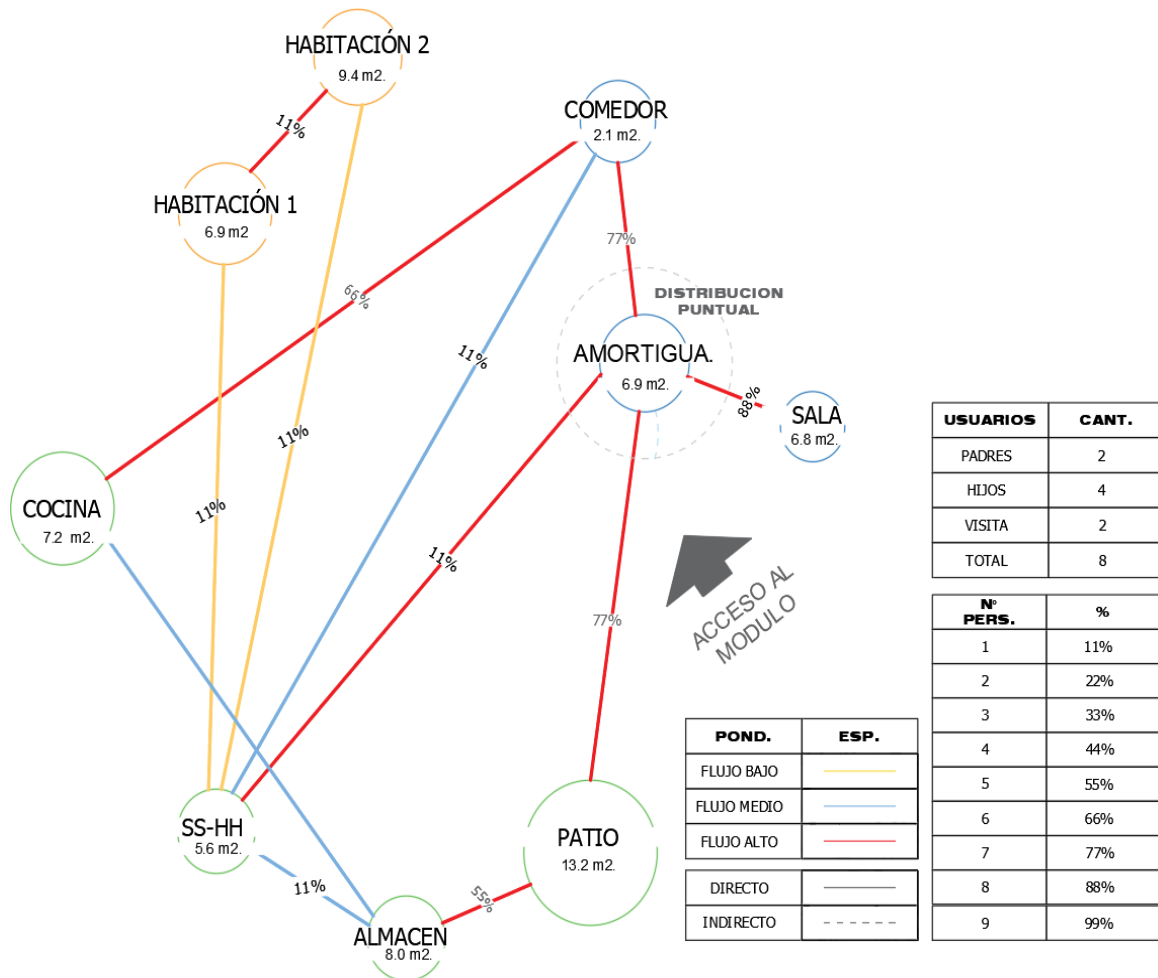 HABITACIÓN 2
9.4 m2.
11%
HABITACIÓN 1
6.9 m2
COMEDOR
2.1 m2.
77%
66%
11%
DISTRIBUCION
PUNTUAL
AMORTIGUA.
6.9 m2.
88%
SALA
6.8 m2.
11%
11%
COCINA
7.2 m2.
11%
ACCESO AL
MODULO
77%
SS-HH
5.6 m2.
11%
PATIO
13.2 m2.
55%
ALMACEN
8.0 m2.
USUARIOS CANT.
PADRES 2
HIJOS 4
VISITA 2
TOTAL 8
N° PERS. %
1 11%
2 22%
3 33%
4 44%
5 55%
6 66%
7 77%
8 88%
9 99%
POND. ESP.
FLUJO BAJO
FLUJO MEDIO
FLUJO ALTO
DIRECTO
INDIRECTO